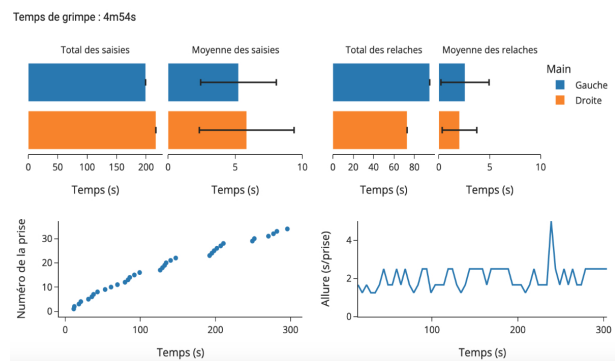 Temps de grimpe : 4m54s
Total des saisies
Moyenne des saisies
Total des relaches
Moyenne des relaches
Main
Gauche
Droite
0 50 100 150 200
0 5 10
0 20 40 60 80
0 5 10
Temps (s)
Temps (s)
Temps (s)
Temps (s)
Numéro de la prise
30
20
10
0
0 100 200 300
Temps (s)
Allure (s/prise)
4
2
0
100 200 300
Temps (s)